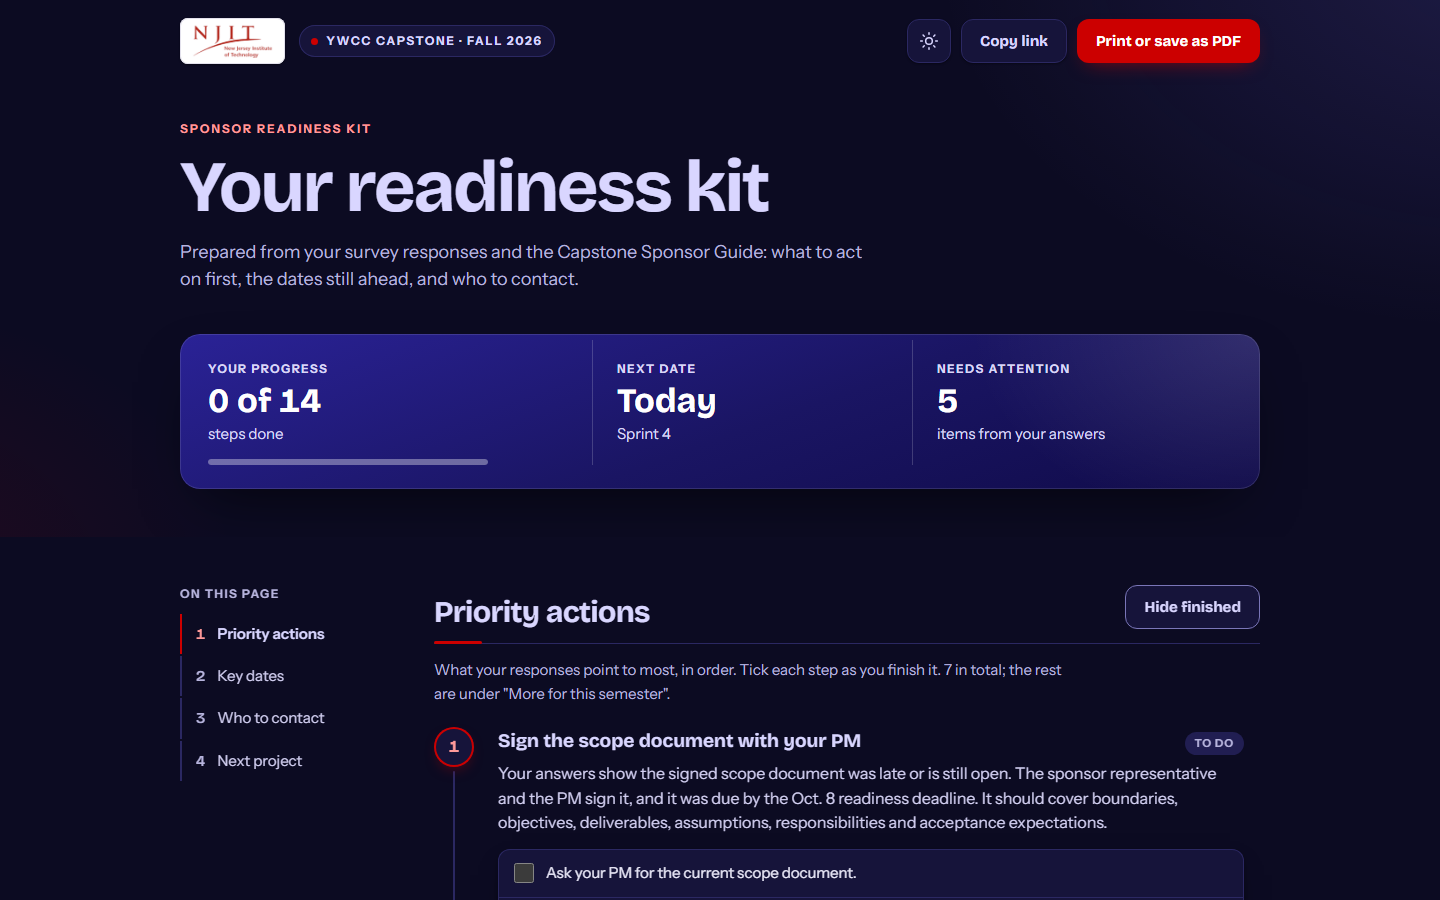 NJIT
New Jersey Institute
of Technology
YWCC CAPSTONE · FALL 2026
Copy link
Print or save as PDF
SPONSOR READINESS KIT
Your readiness kit
Prepared from your survey responses and the Capstone Sponsor Guide: what to act
on first, the dates still ahead, and who to contact.
YOUR PROGRESS
0 of 14
steps done
NEXT DATE
Today
Sprint 4
NEEDS ATTENTION
5
items from your answers
ON THIS PAGE
1 Priority actions
2 Key dates
3 Who to contact
4 Next project
Priority actions
Hide finished
What your responses point to most, in order. Tick each step as you finish it. 7 in total; the rest
are under "More for this semester".
1
Sign the scope document with your PM
TO DO
Your answers show the signed scope document was late or is still open. The sponsor representative
and the PM sign it, and it was due by the Oct. 8 readiness deadline. It should cover boundaries,
objectives, deliverables, assumptions, responsibilities and acceptance expectations.
Ask your PM for the current scope document.